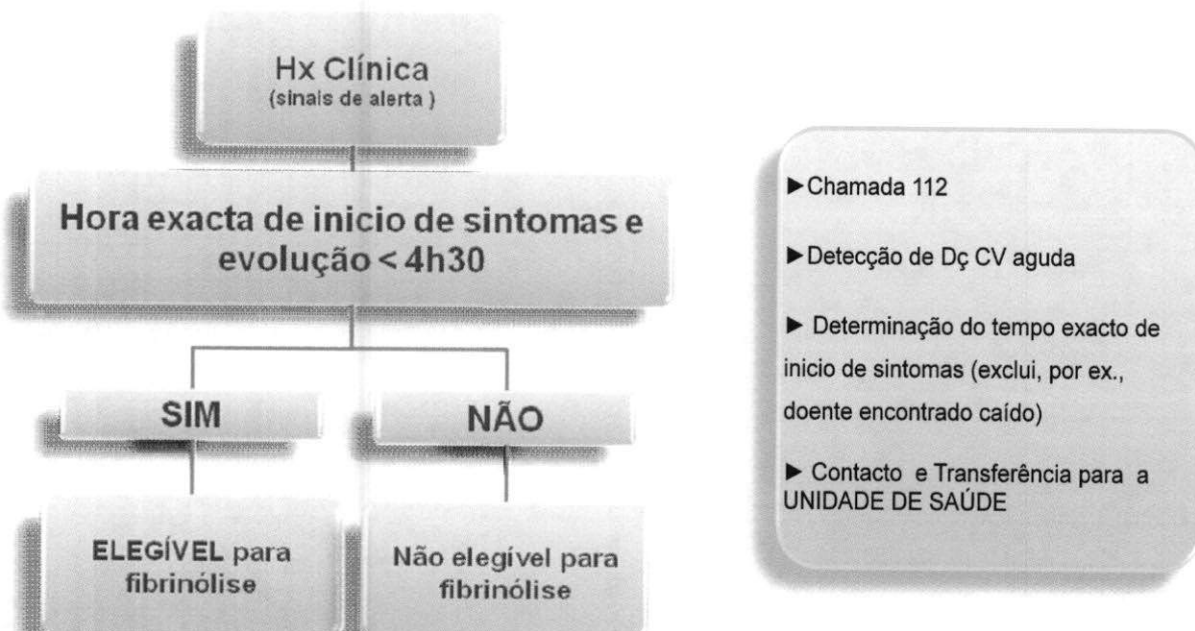 Hx Clínica
(sinais de alerta )
Hora exacta de inicio de sintomas e
evolução < 4h30
SIM
NÃO
ELEGÍVEL para
fibrinólise
Não elegível para
fibrinólise
►Chamada 112
►Detecção de Dç CV aguda
► Determinação do tempo exacto de
inicio de sintomas (exclui, por ex.,
doente encontrado caído)
► Contacto e Transferência para a
UNIDADE DE SAÚDE